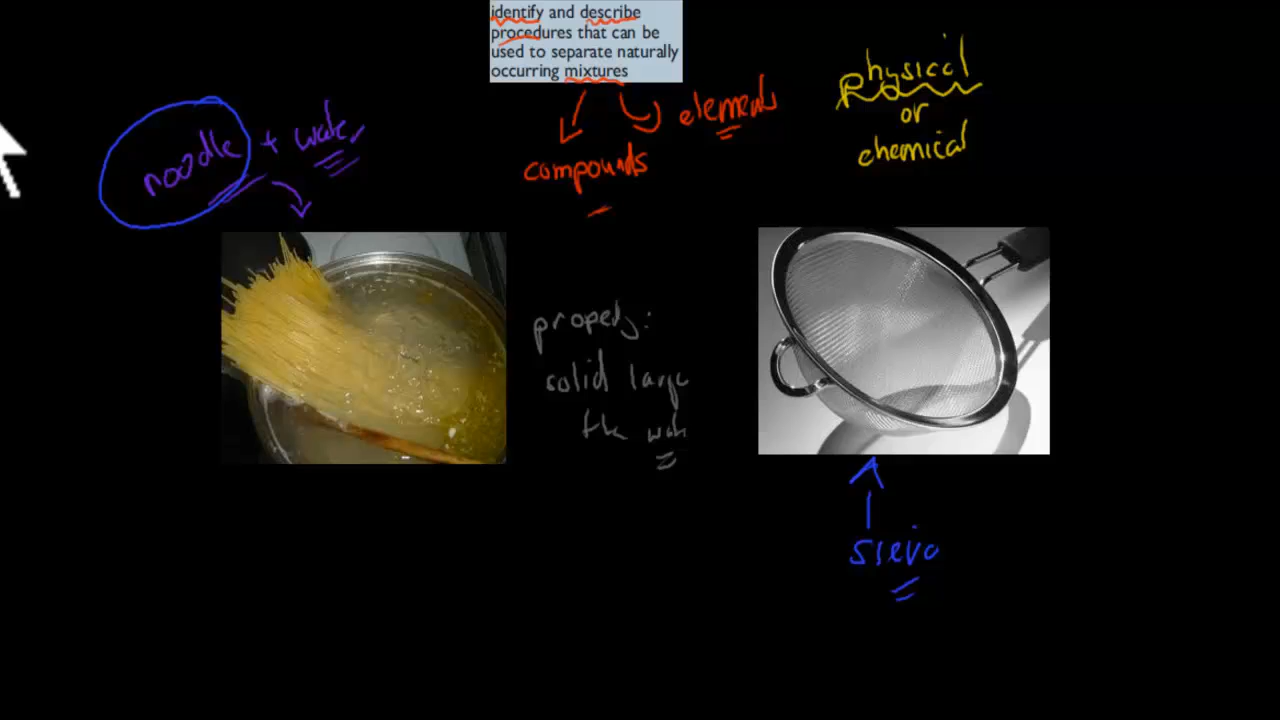 identify and describe
procedures that can be
used to separate naturally
occurring mixtures
physical
or
chemical
elements
compounds
noodle + water
property:
solid large
the
sieve